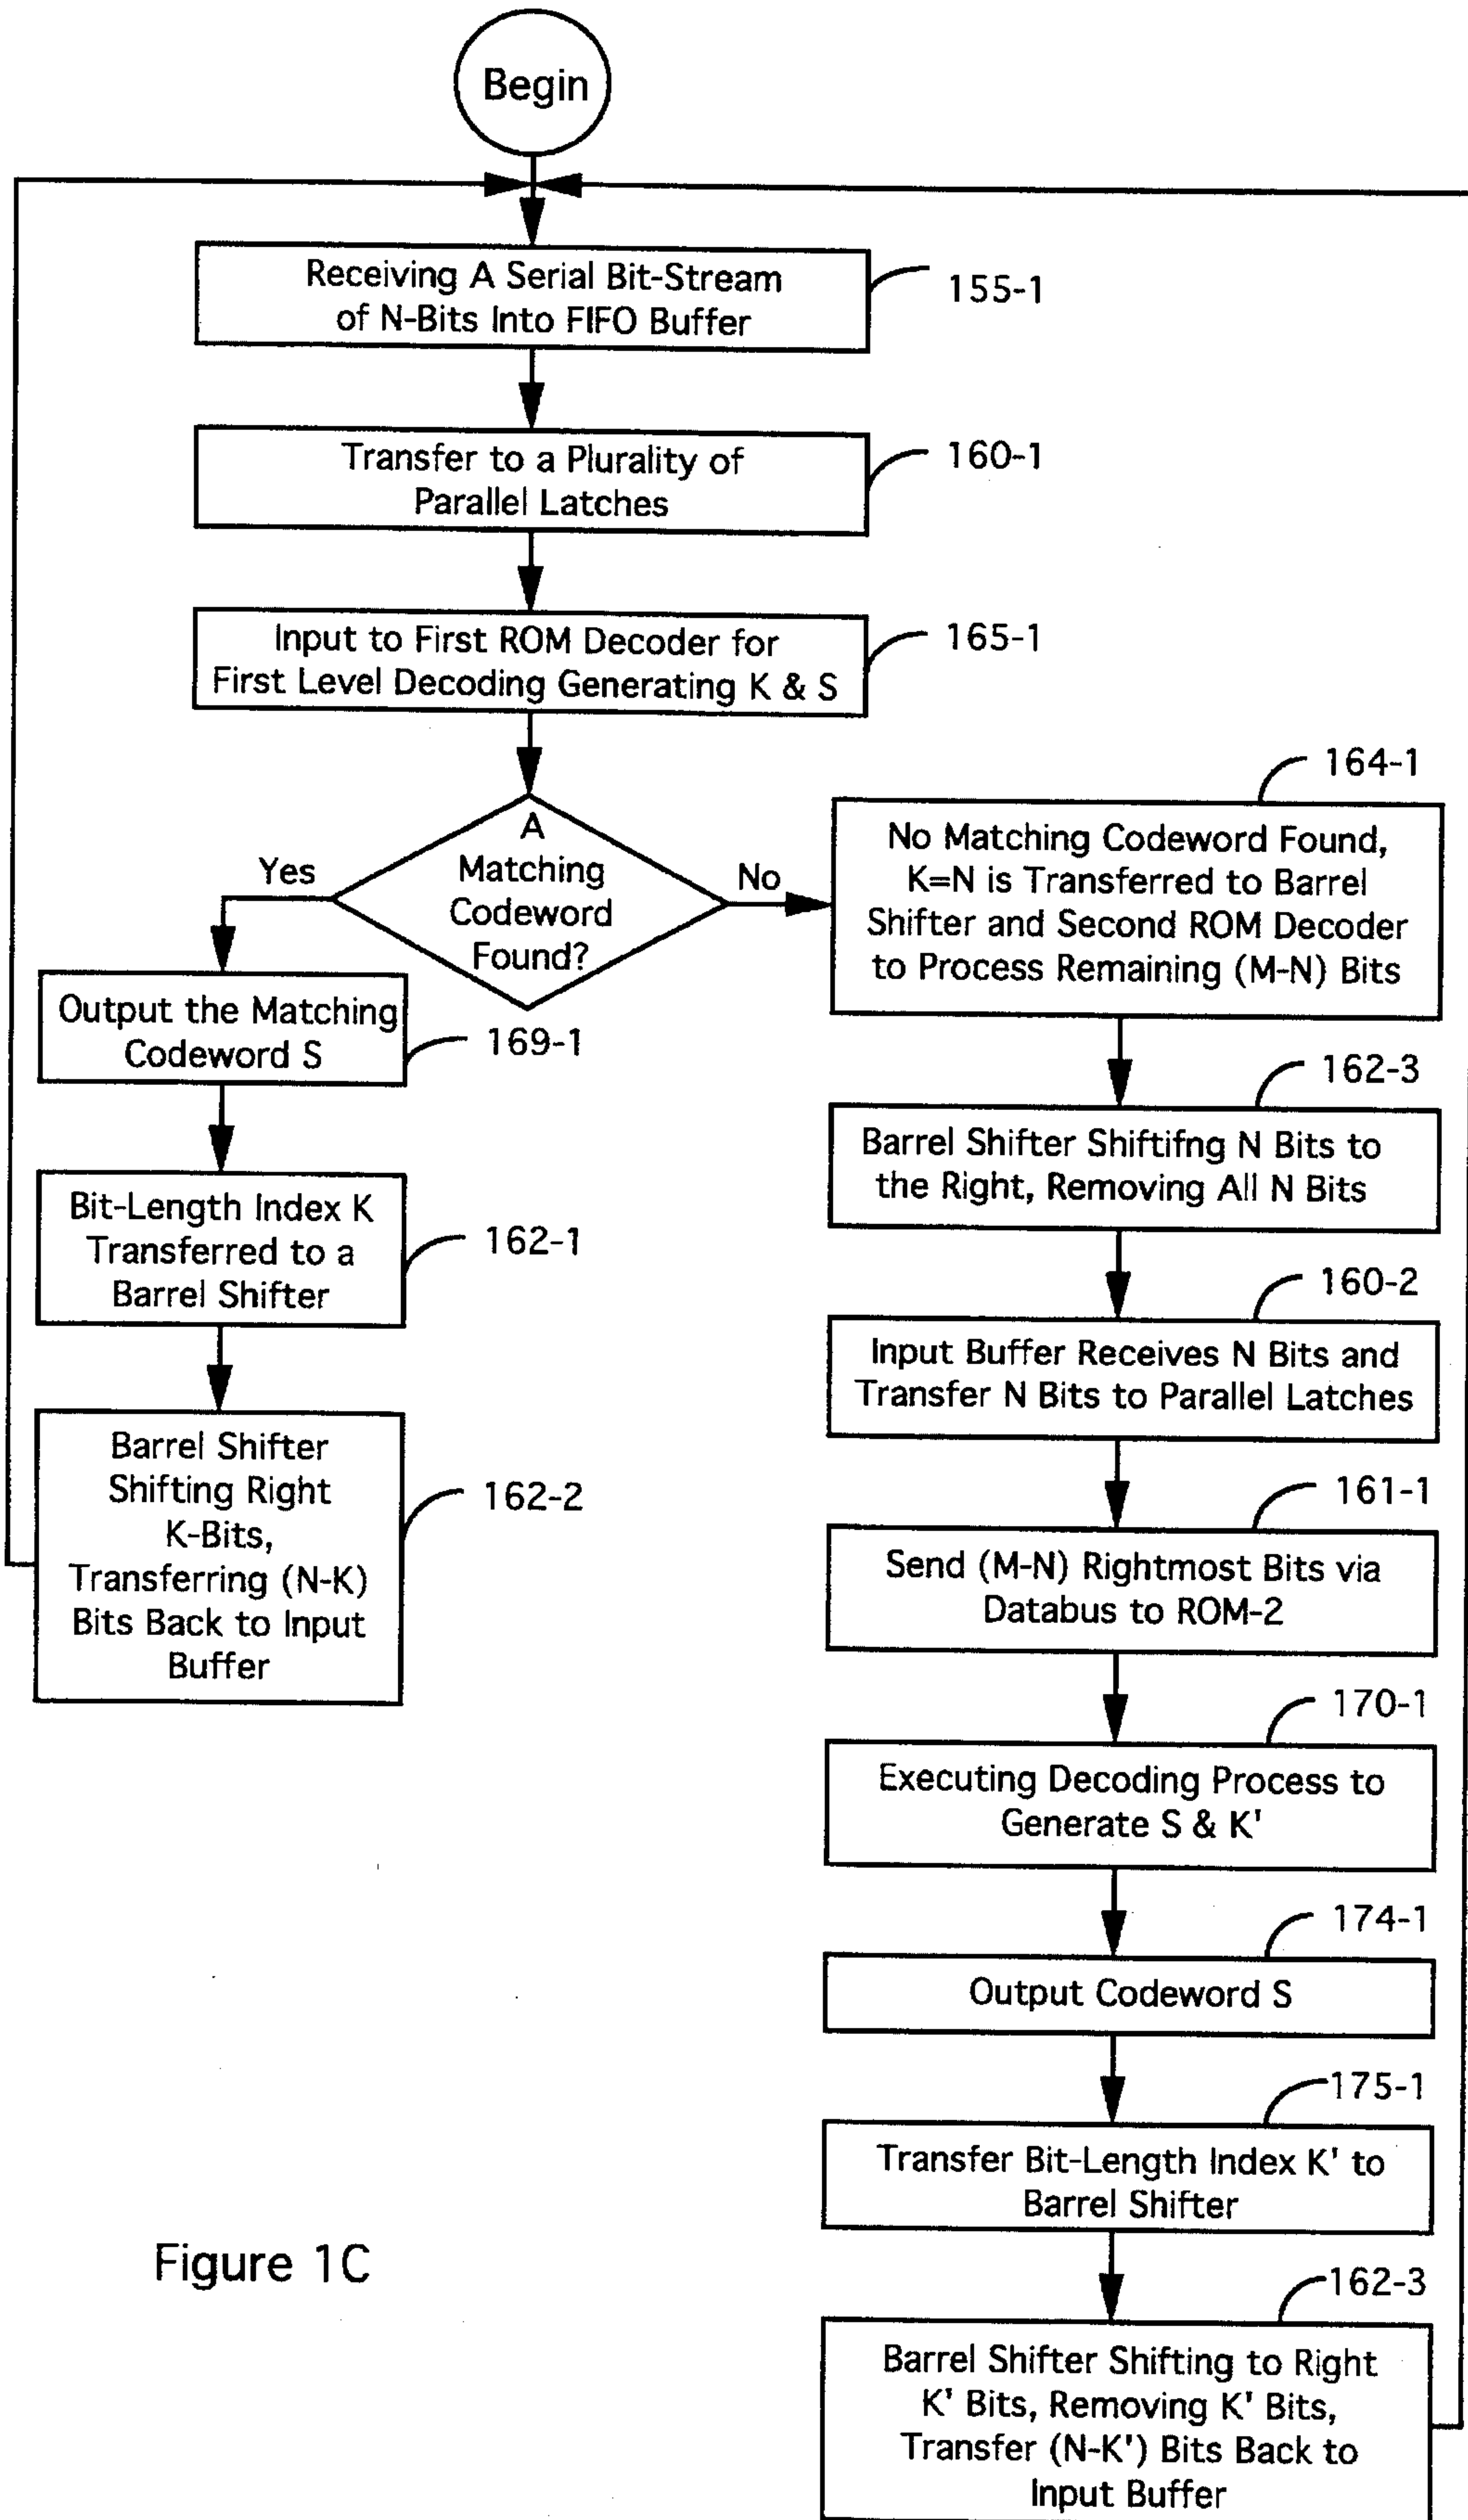 Begin
Receiving A Serial Bit-Stream
of N-Bits Into FIFO Buffer
155-1
Transfer to a Plurality of
Parallel Latches
160-1
Input to First ROM Decoder for
First Level Decoding Generating K & S
165-1
A
Matching
Codeword
Found?
Yes
No
Output the Matching
Codeword S
169-1
Bit-Length Index K
Transferred to a
Barrel Shifter
162-1
Barrel Shifter
Shifting Right
K-Bits,
Transferring (N-K)
Bits Back to Input
Buffer
162-2
164-1
No Matching Codeword Found,
K=N is Transferred to Barrel
Shifter and Second ROM Decoder
to Process Remaining (M-N) Bits
162-3
Barrel Shifter Shiftifng N Bits to
the Right, Removing All N Bits
160-2
Input Buffer Receives N Bits and
Transfer N Bits to Parallel Latches
161-1
Send (M-N) Rightmost Bits via
Databus to ROM-2
170-1
Executing Decoding Process to
Generate S & K'
174-1
Output Codeword S
175-1
Transfer Bit-Length Index K' to
Barrel Shifter
162-3
Barrel Shifter Shifting to Right
K' Bits, Removing K' Bits,
Transfer (N-K') Bits Back to
Input Buffer
Figure 1C